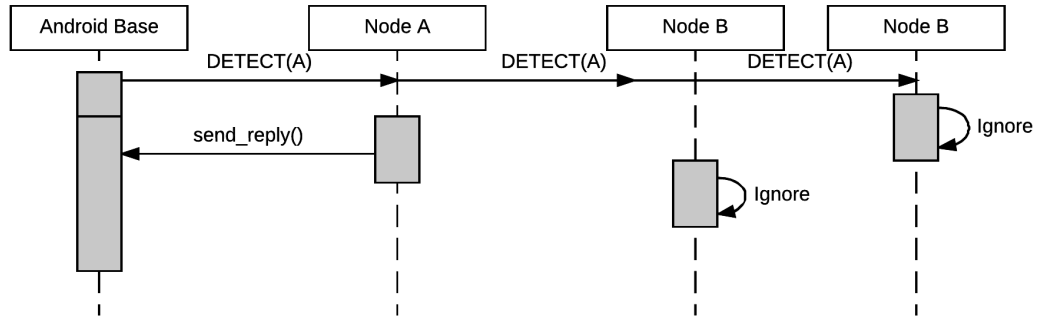 Android Base
Node A
Node B
Node B
DETECT(A)
DETECT(A)
DETECT(A)
Ignore
send_reply()
Ignore